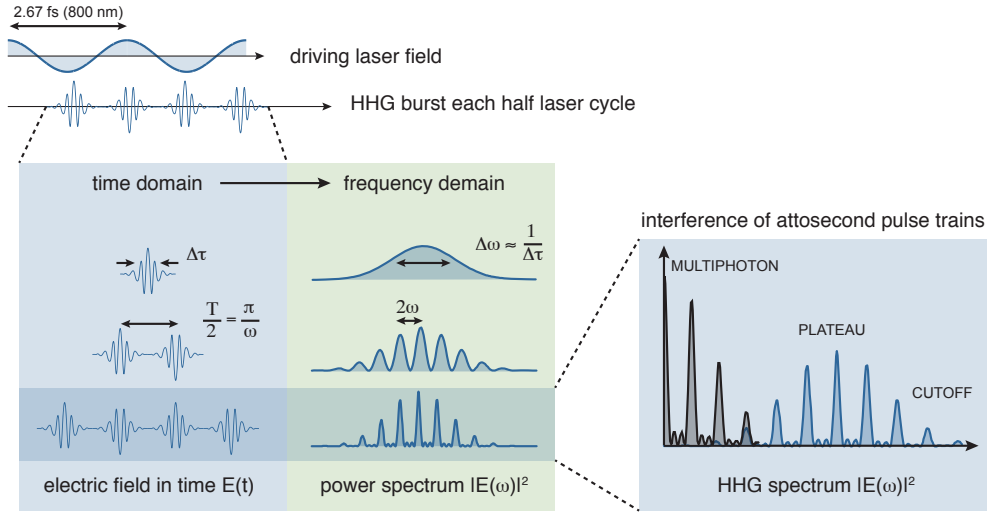 2.67 fs (800 nm)
driving laser field
HHG burst each half laser cycle
time domain
frequency demain
Δτ
Δω ≈ 1/Δτ
T/2 = π/ω
2ω
electric field in time E(t)
power spectrum |E(ω)|²
interference of attosecond pulse trains
MULTIPHOTON
PLATEAU
CUTOFF
HHG spectrum |E(ω)|²